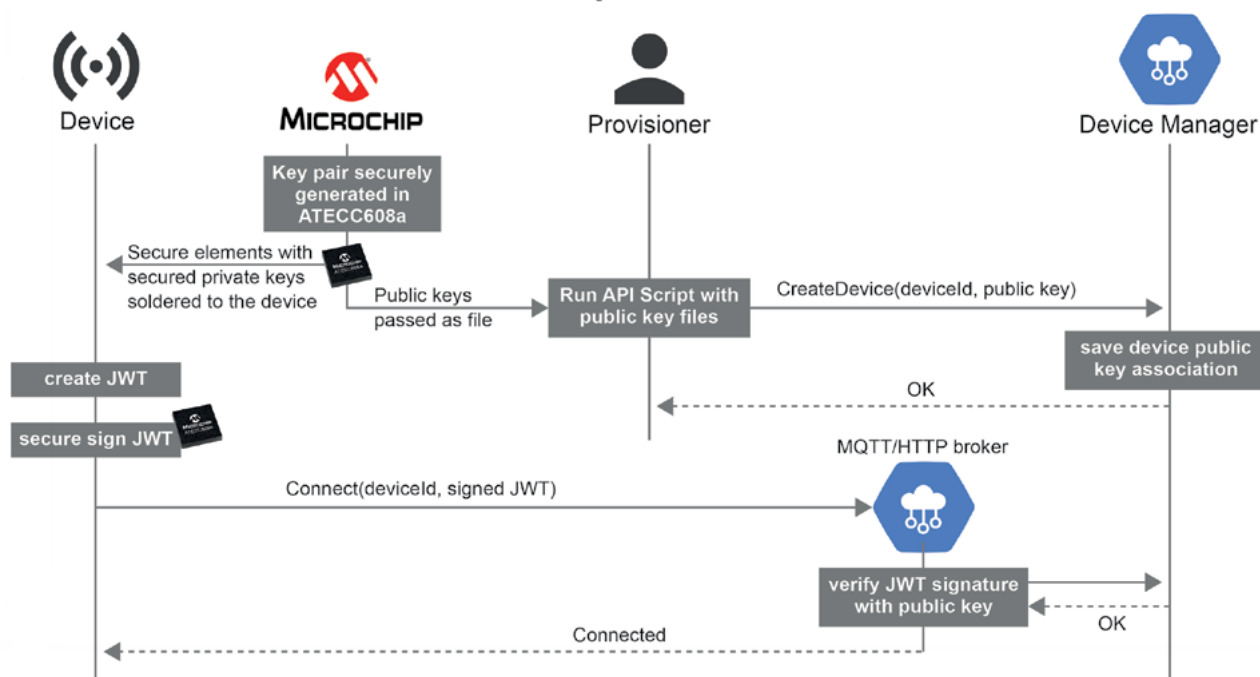 Device
MICROCHIP
Provisioner
Device Manager
Key pair securely
generated in
ATECC608a
Secure elements with
secured private keys
soldered to the device
Public keys
passed as file
Run API Script with
public key files
CreateDevice(deviceId, public key)
save device public
key association
OK
create JWT
secure sign JWT
MQTT/HTTP broker
Connect(deviceId, signed JWT)
verify JWT signature
with public key
OK
Connected